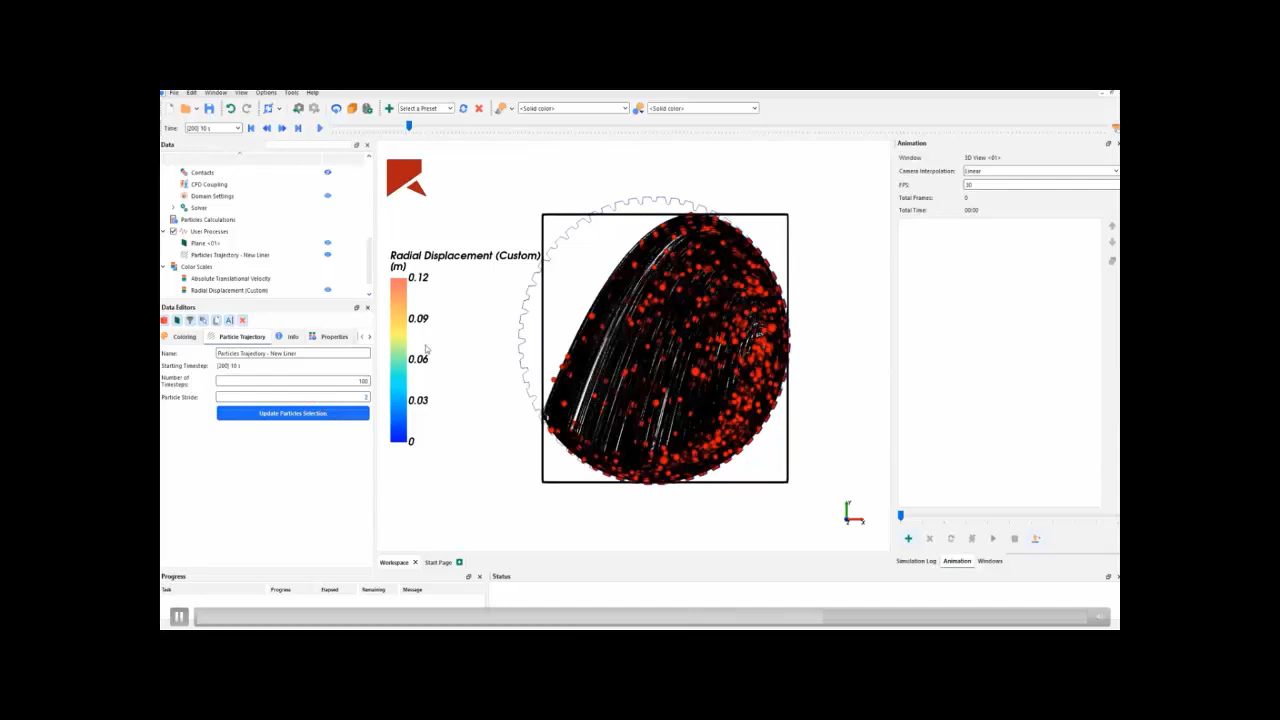 File Edit Window View Options Tools Help
Select a Preset <Solid color> <Solid color>
Time: [200] 10 s
Data
Contacts
CFD Coupling
Domain Settings
Solver
Particles Calculations
User Processes
Plane <01>
Particles Trajectory - New Liner
Color Scales
Absolute Translational Velocity
Radial Displacement (Custom)
Data Editors
Coloring Particle Trajectory Info Properties
Name: Particles Trajectory - New Liner
Starting Timestep: [200] 10 s
Number of
Timesteps: 100
Particle Stride: 2
Update Particles Selection
Radial Displacement (Custom)
(m)
0.12
0.09
0.06
0.03
0
Y
X
Workspace Start Page
Animation
Window 3D View <01>
Camera Interpolation: Linear
FPS: 30
Total Frames: 0
Total Time: 00:00
Simulation Log Animation Windows
Progress
Task Progress Elapsed Remaining Message
Status